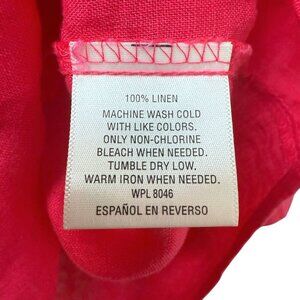 100% LINEN
MACHINE WASH COLD
WITH LIKE COLORS.
ONLY NON-CHLORINE
BLEACH WHEN NEEDED.
TUMBLE DRY LOW.
WARM IRON WHEN NEEDED.
WPL 8046
ESPAÑOL EN REVERSO